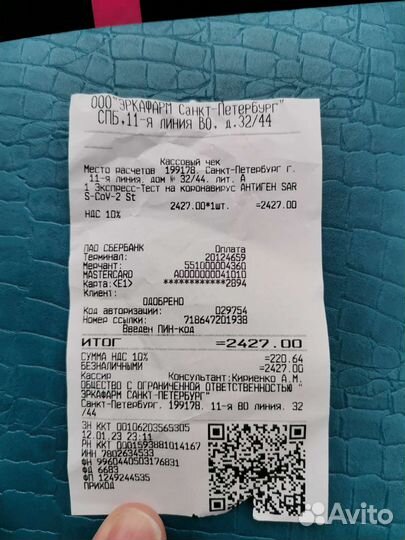 ООО"ЭРКАФАРМ Санкт-Петербург"
СПБ,11-я ЛИНИЯ ВО, д.32/44
Кассовый чек
Место расчетов 199178, Санкт-Петербург г.
11-я линия, дом № 32/44, лит. А
1 Экспресс-Тест на коронавирус АНТИГЕН SAR
S-CoV-2 St
2427.00*1шт. =2427.00
НДС 10%
ПАО СБЕРБАНК Оплата
Терминал: 20124659
Мерчант: 551000004360
MASTERCARD A0000000041010
Карта:<E1> ************2894
Клиент:
ОДОБРЕНО
Код авторизации: 029754
Номер ссылки: 718647201938
Введен ПИН-код
ИТОГ =2427.00
СУММА НДС 10% =220.64
БЕЗНАЛИЧНЫМИ =2427.00
Кассир Консультант:Кириенко А.М.
ОБЩЕСТВО С ОГРАНИЧЕННОЙ ОТВЕТСТВЕННОСТЬЮ "
ЭРКАФАРМ САНКТ-ПЕТЕРБУРГ"
Санкт-Петербург, 199178, 11-я ВО линия, 32
/44
ЗН ККТ 00106203565305
12.01.23 23:11
РН ККТ 0001593881014167
ИНН 7802634533
ФН 9960440503176831
ФД 6683
ФП 1249244535
ПРИХОД
Avito